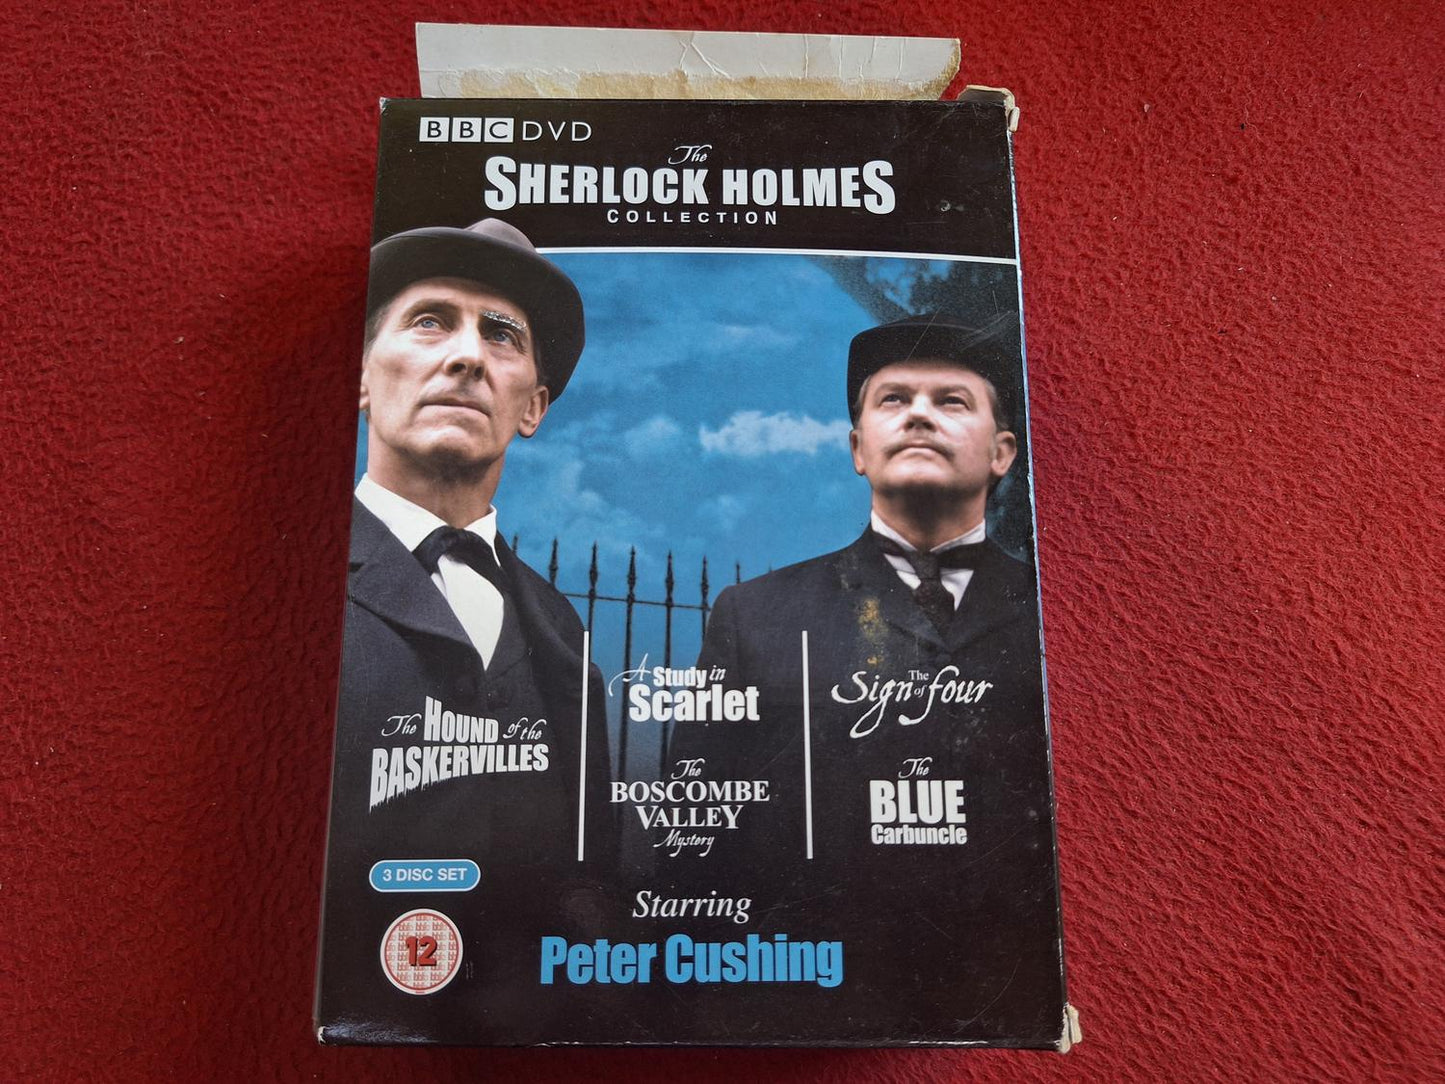 BBC DVD
The
SHERLOCK HOLMES
COLLECTION
The HOUND of the
BASKERVILLES
A Study in
Scarlet
The
BOSCOMBE
VALLEY
Mystery
The
Sign of four
The
BLUE
Carbuncle
3 DISC SET
12
Starring
Peter Cushing